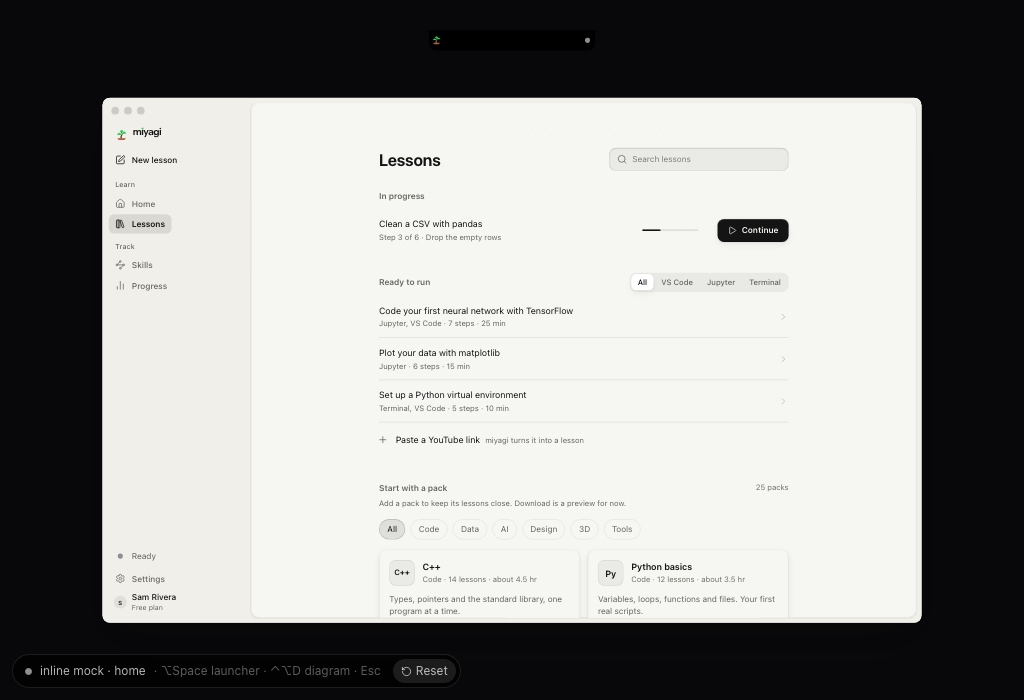 miyagi
New lesson
Learn
Home
Lessons
Track
Skills
Progress
Ready
Settings
S
Sam Rivera
Free plan
Lessons
Search lessons
In progress
Clean a CSV with pandas
Step 3 of 6 · Drop the empty rows
Continue
Ready to run
All
VS Code
Jupyter
Terminal
Code your first neural network with TensorFlow
Jupyter, VS Code · 7 steps · 25 min
Plot your data with matplotlib
Jupyter · 6 steps · 15 min
Set up a Python virtual environment
Terminal, VS Code · 5 steps · 10 min
Paste a YouTube link miyagi turns it into a lesson
Start with a pack
25 packs
Add a pack to keep its lessons close. Download is a preview for now.
All
Code
Data
AI
Design
3D
Tools
C++
C++
Code · 14 lessons · about 4.5 hr
Types, pointers and the standard library, one
program at a time.
Py
Python basics
Code · 12 lessons · about 3.5 hr
Variables, loops, functions and files. Your first
real scripts.
inline mock · home · ⌥Space launcher · ⌃⌥D diagram · Esc
Reset